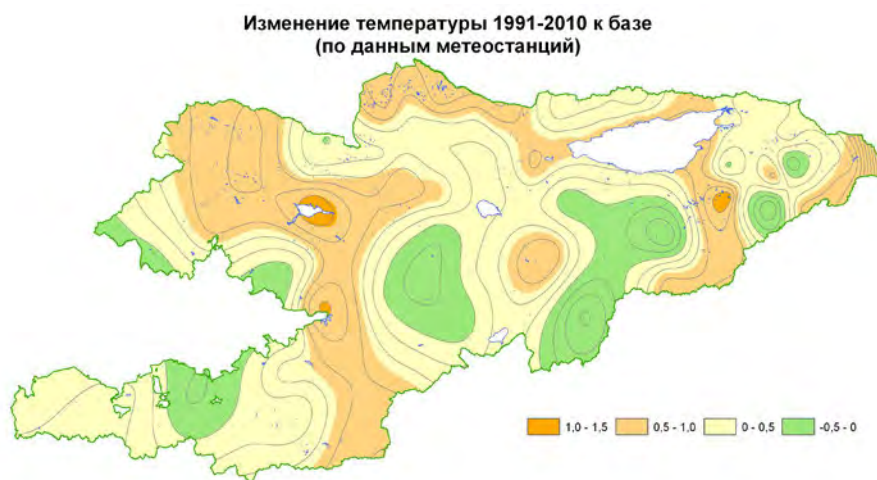 Изменение температуры 1991-2010 к базе
(по данным метеостанций)
1,0 - 1,5 0.5 - 1,0 0 - 0,5 -0,5 - 0